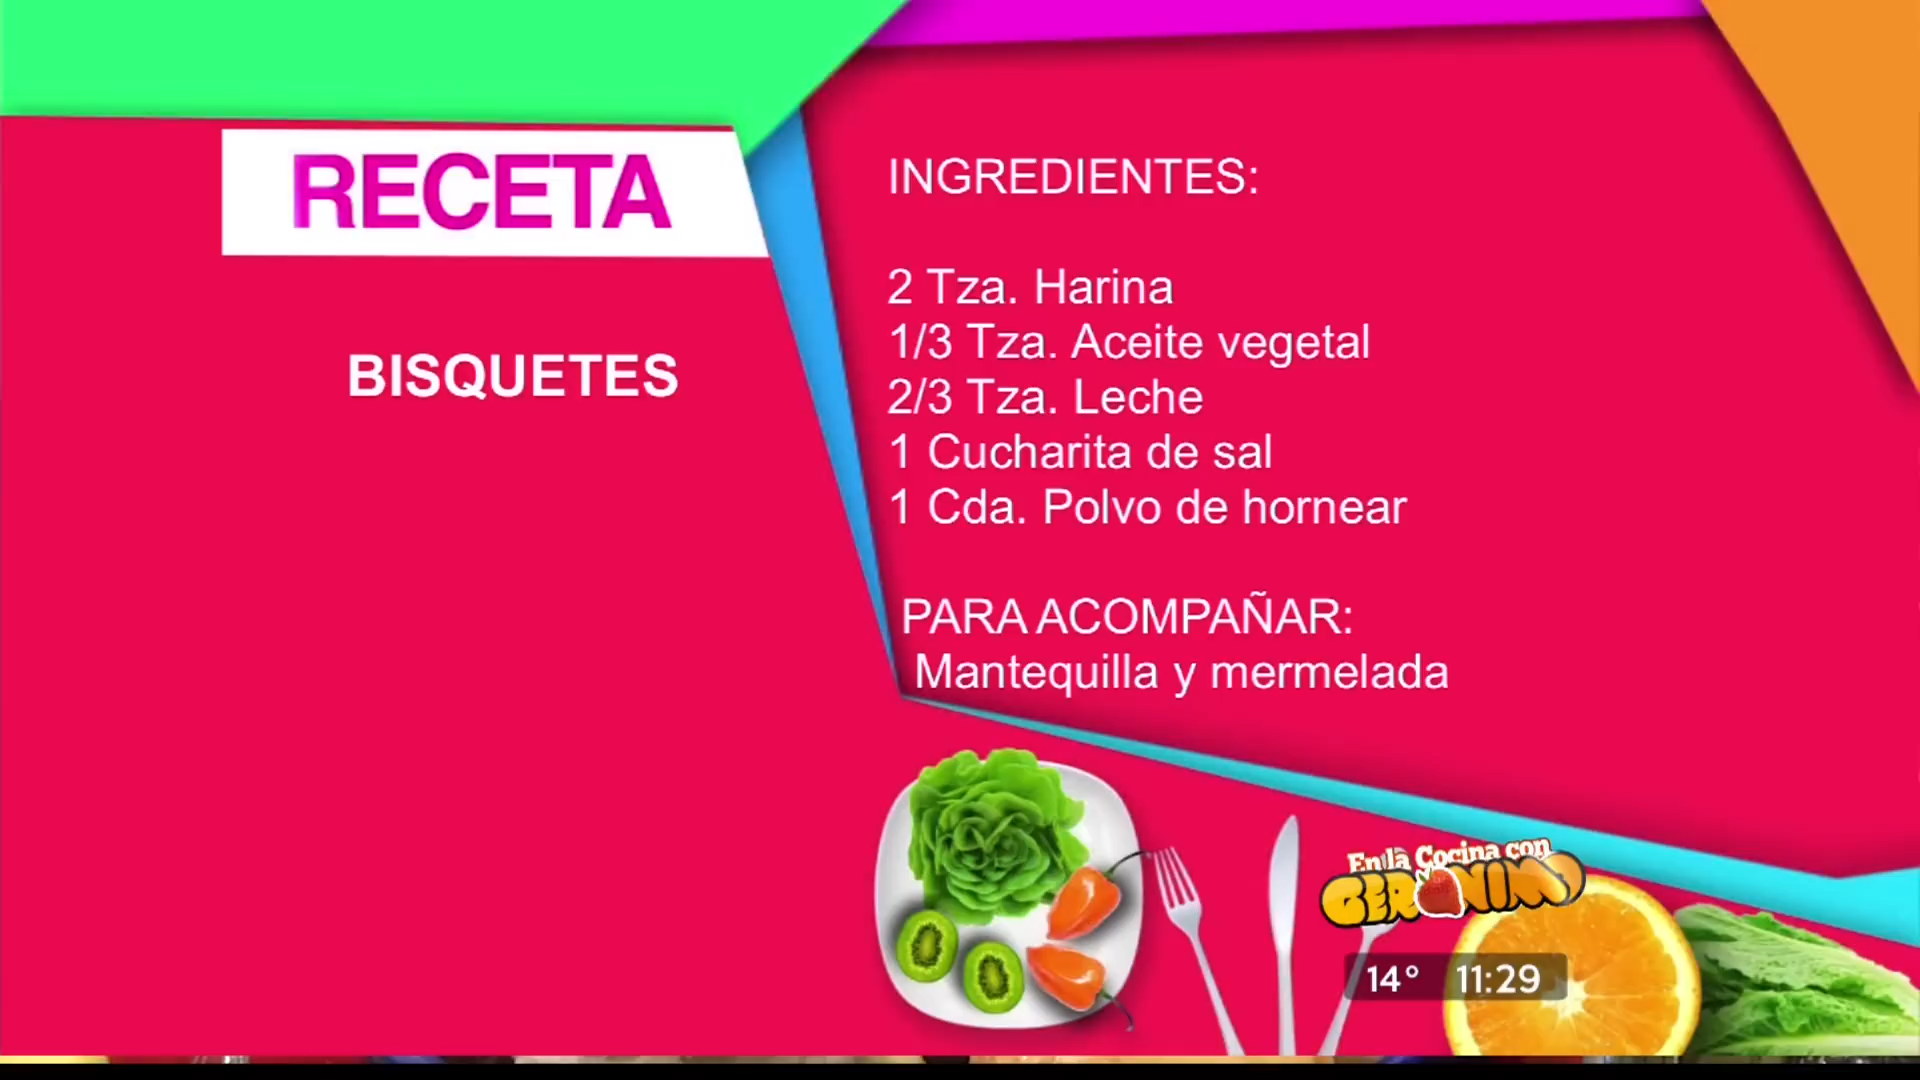 RECETA
BISQUETES
INGREDIENTES:
2 Tza. Harina
1/3 Tza. Aceite vegetal
2/3 Tza. Leche
1 Cucharita de sal
1 Cda. Polvo de hornear
PARA ACOMPAÑAR:
Mantequilla y mermelada
En la Cocina con
GERONIMO
14° 11:29